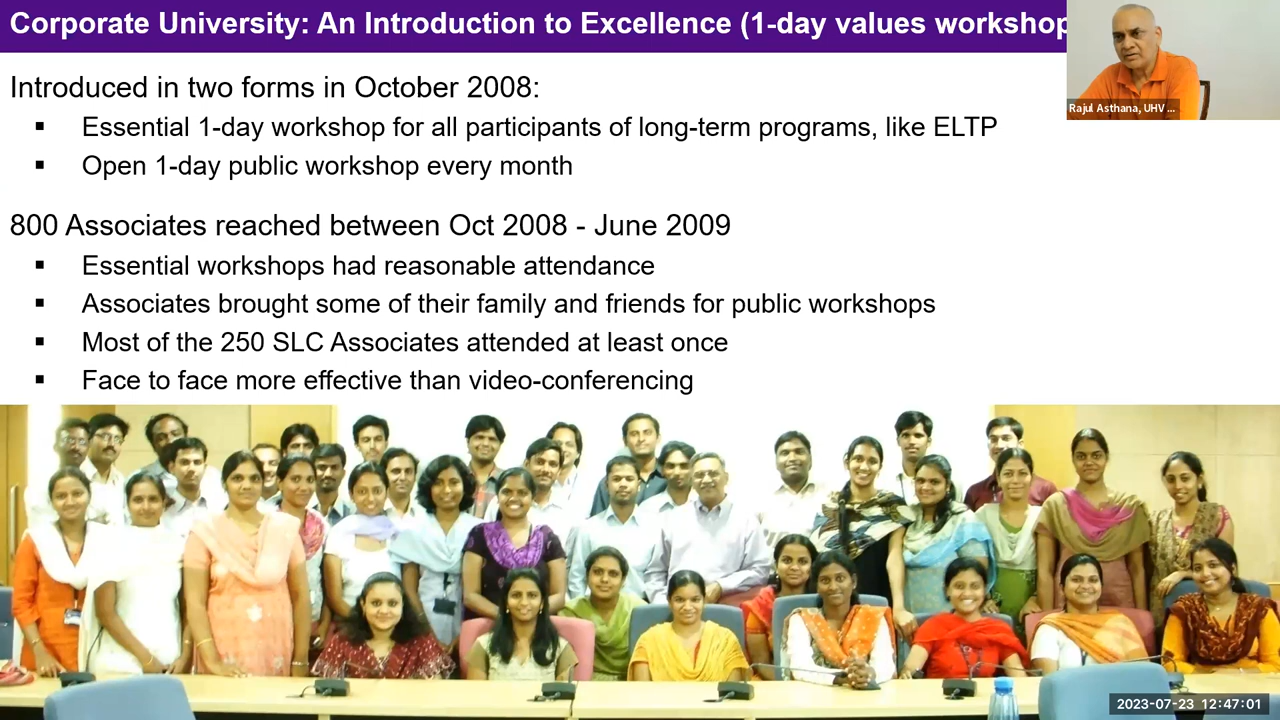 Corporate University: An Introduction to Excellence (1-day values workshop
Rajul Asthana, UHV ...
Introduced in two forms in October 2008:
▪ Essential 1-day workshop for all participants of long-term programs, like ELTP
▪ Open 1-day public workshop every month
800 Associates reached between Oct 2008 - June 2009
▪ Essential workshops had reasonable attendance
▪ Associates brought some of their family and friends for public workshops
▪ Most of the 250 SLC Associates attended at least once
▪ Face to face more effective than video-conferencing
2023-07-23 12:47:01